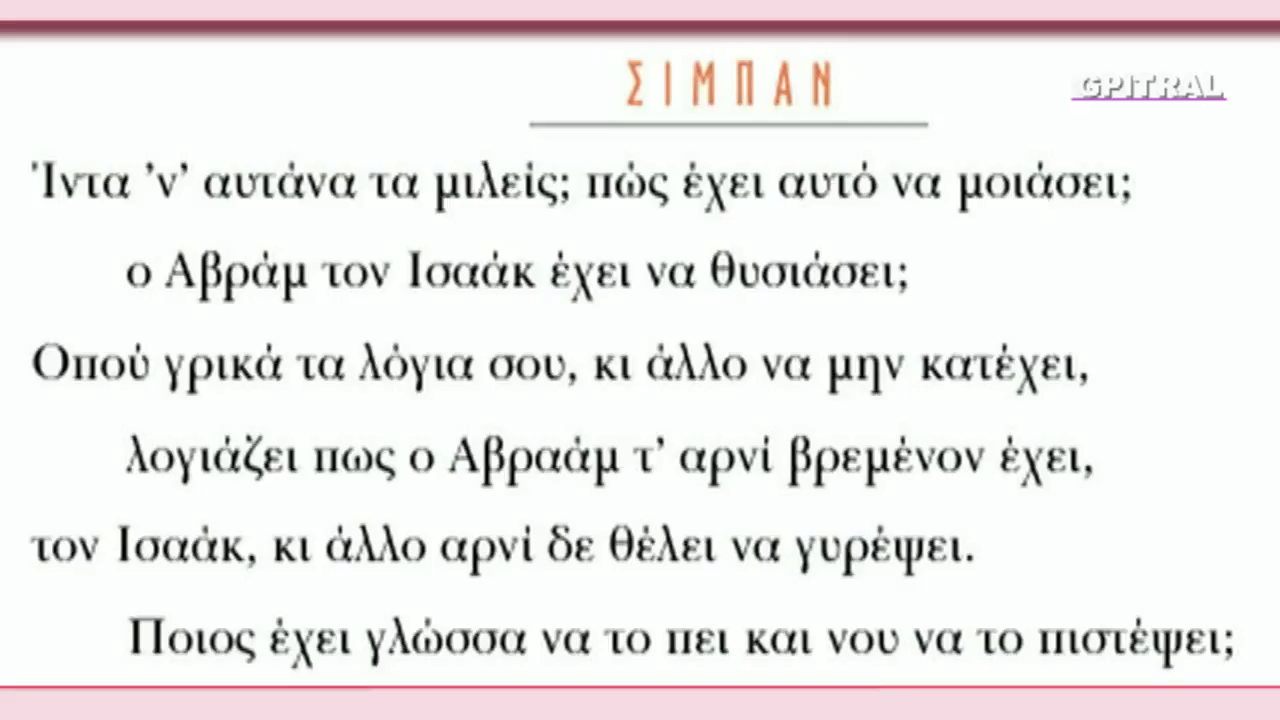 ΣΙΜΠΑΝ
GPITRAL
Ίντα 'ν' αυτάνα τα μιλείς; πώς έχει αυτό να μοιάσει;
ο Αβράμ τον Ισαάκ έχει να θυσιάσει;
Οπού γρικά τα λόγια σου, κι άλλο να μην κατέχει,
λογιάζει πως ο Αβραάμ τ' αρνί βρεμένον έχει,
τον Ισαάκ, κι άλλο αρνί δε θέλει να γυρέψει.
Ποιος έχει γλώσσα να το πει και νου να το πιστέψει;